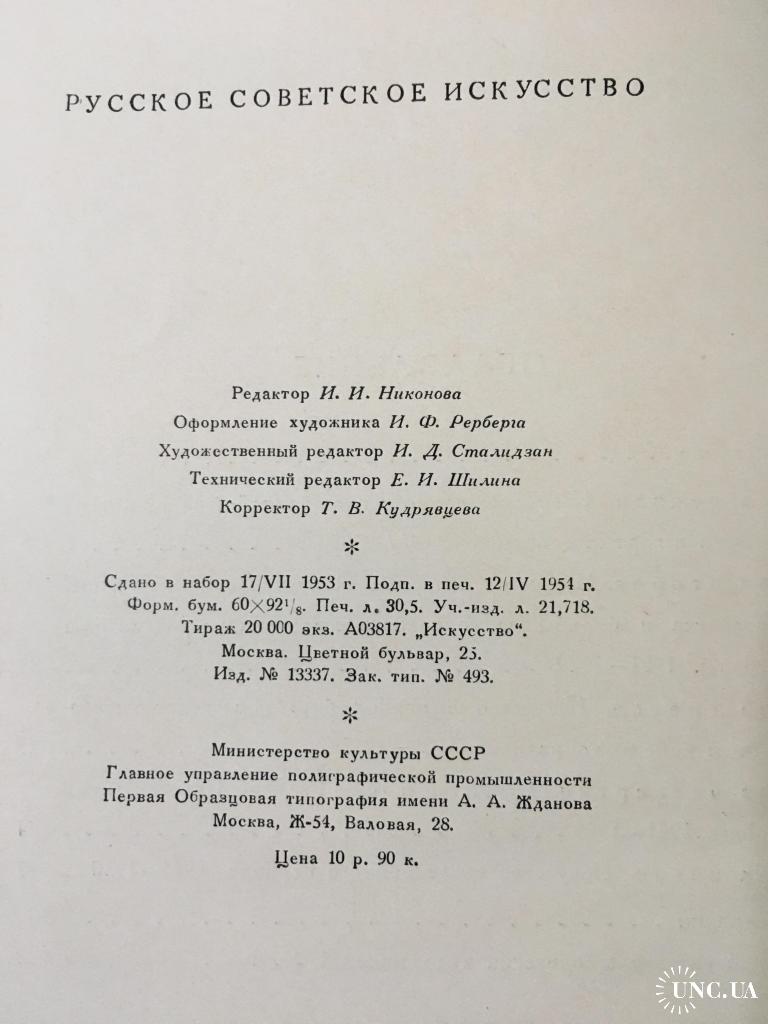 РУССКОЕ СОВЕТСКОЕ ИСКУССТВО
Редактор И. И. Никонова
Оформление художника И. Ф. Рерберга
Художественный редактор И. Д. Сталидзан
Технический редактор Е. И. Шилина
Корректор Т. В. Кудрявцева
*
Сдано в набор 17/VII 1953 г. Подп. в печ. 12/IV 1954 г.
Форм. бум. 60×92¹/₈. Печ. л. 30,5. Уч.-изд. л. 21,718.
Тираж 20 000 экз. А03817. „Искусство“.
Москва. Цветной бульвар, 25.
Изд. № 13337. Зак. тип. № 493.
*
Министерство культуры СССР
Главное управление полиграфической промышленности
Первая Образцовая типография имени А. А. Жданова
Москва, Ж-54, Валовая, 28.
Цена 10 р. 90 к.
UNC.UA